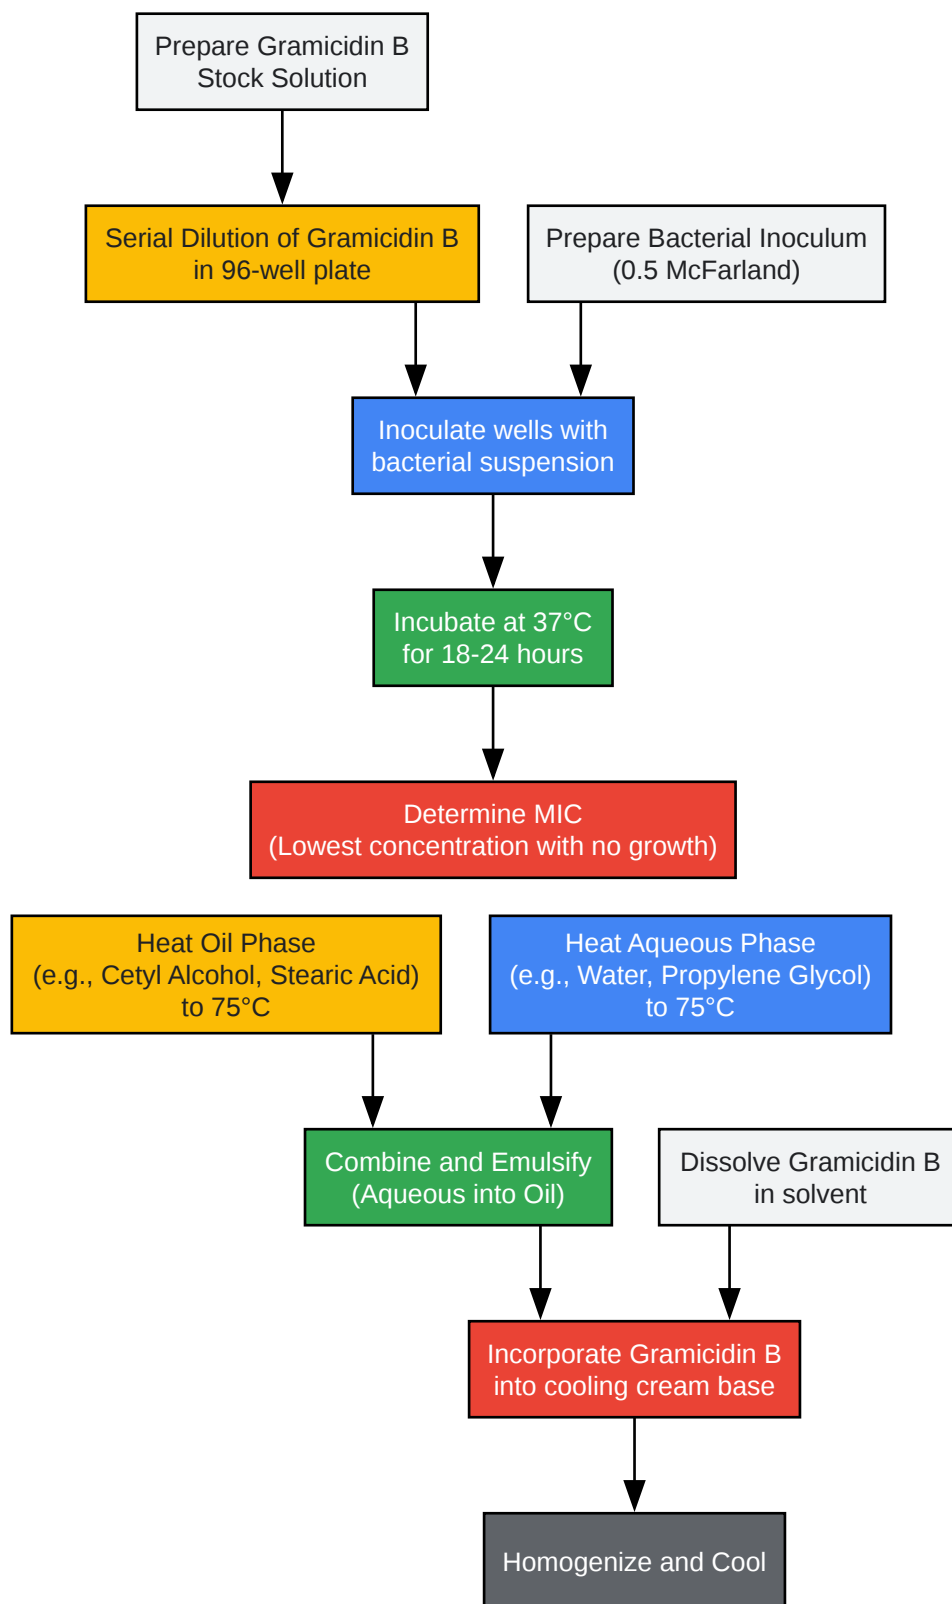 Prepare Gramicidin B
Stock Solution
Serial Dilution of Gramicidin B
in 96-well plate
Prepare Bacterial Inoculum
(0.5 McFarland)
Inoculate wells with
bacterial suspension
Incubate at 37°C
for 18-24 hours
Determine MIC
(Lowest concentration with no growth)
Heat Oil Phase
(e.g., Cetyl Alcohol, Stearic Acid)
to 75°C
Heat Aqueous Phase
(e.g., Water, Propylene Glycol)
to 75°C
Combine and Emulsify
(Aqueous into Oil)
Dissolve Gramicidin B
in solvent
Incorporate Gramicidin B
into cooling cream base
Homogenize and Cool